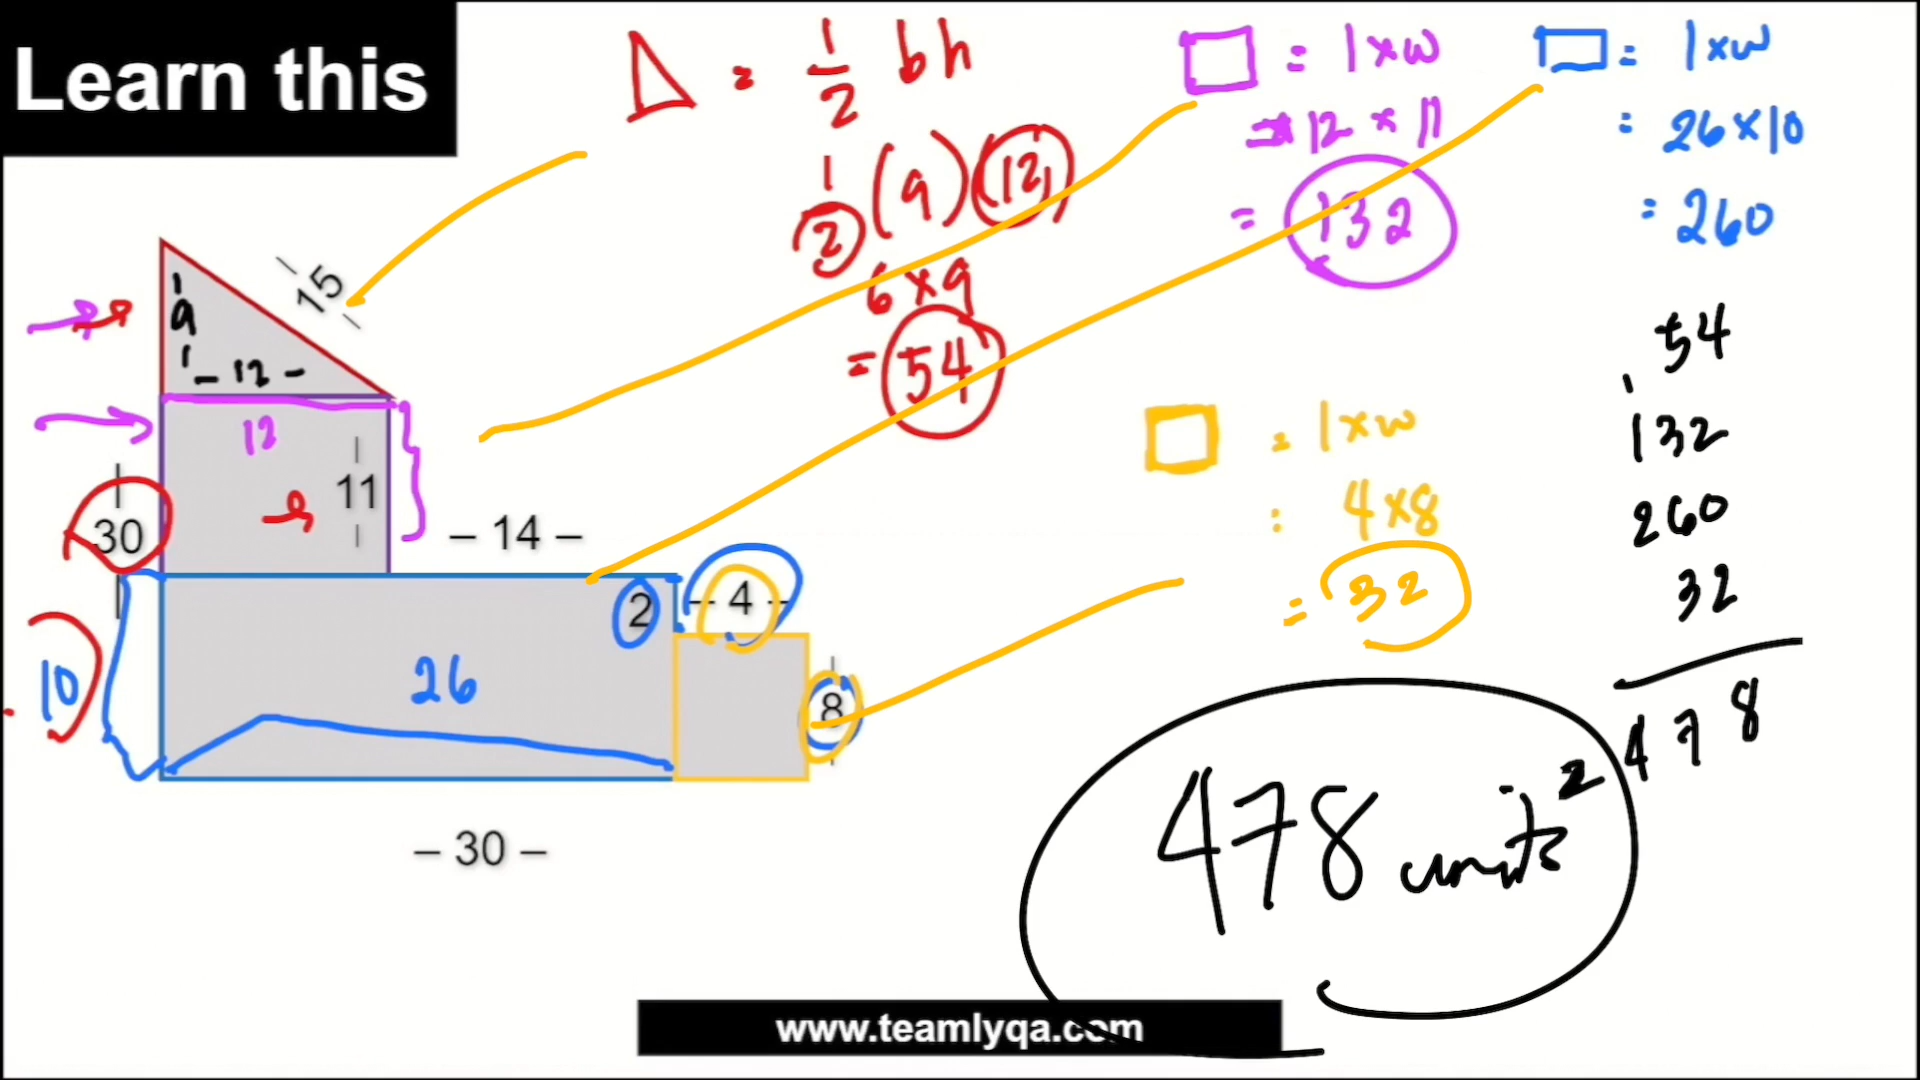 Learn this
= 1/2 bh
1/2 (9)(12)
6 x 9
= 54
= l x w
= 12 x 11
= 132
= l x w
= 26 x 10
= 260
15
9
– 12 –
12
11
30
– 14 –
2
– 4 –
10
26
8
– 30 –
= l x w
: 4 x 8
= 32
54
132
260
32
478
478 units²
www.teamlyqa.com